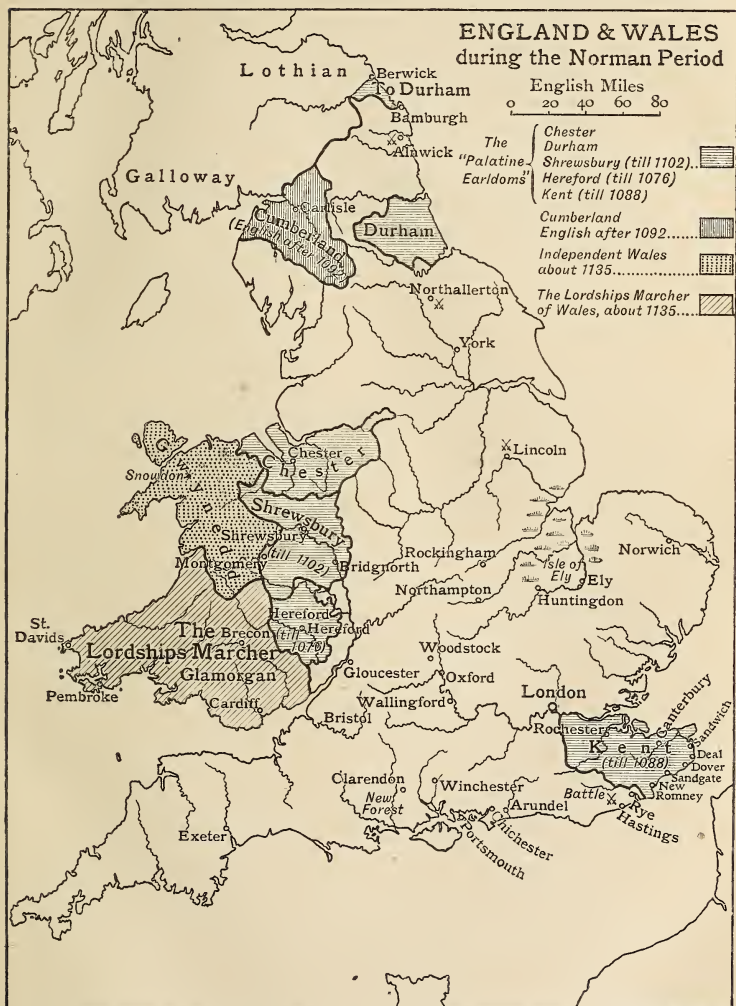 ENGLAND & WALES
during the Norman Period
English Miles
0 20 40 60 80
The
"Palatine
Earldoms"
Chester
Durham
Shrewsbury (till 1102)..
Hereford (till 1076)
Kent (till 1088)
Cumberland
English after 1092.......
Independent Wales
about 1135................
The Lordships Marcher
of Wales, about 1135....
Lothian
Berwick
To Durham
Bamburgh
Alnwick
Galloway
Carlisle
Cumberland
(English after 1092)
Durham
Northallerton
York
Gwynedd
Snowdon
Chester
Chester
Lincoln
Shrewsbury
Shrewsbury
(till 1102)
Montgomery
Bridgnorth
Rockingham
Isle of
Ely
Ely
Norwich
Northampton
Huntingdon
St.
Davids
The
Lordships Marcher
Brecon
Hereford
Hereford
(till
1076)
Glamorgan
Pembroke
Cardiff
Gloucester
Woodstock
Oxford
Wallingford
Bristol
London
Rochester
Canterbury
Sandwich
Kent
(till 1088)
Deal
Dover
Sandgate
New
Romney
Rye
Hastings
Battle
Clarendon
New
Forest
Winchester
Arundel
Chichester
Portsmouth
Exeter